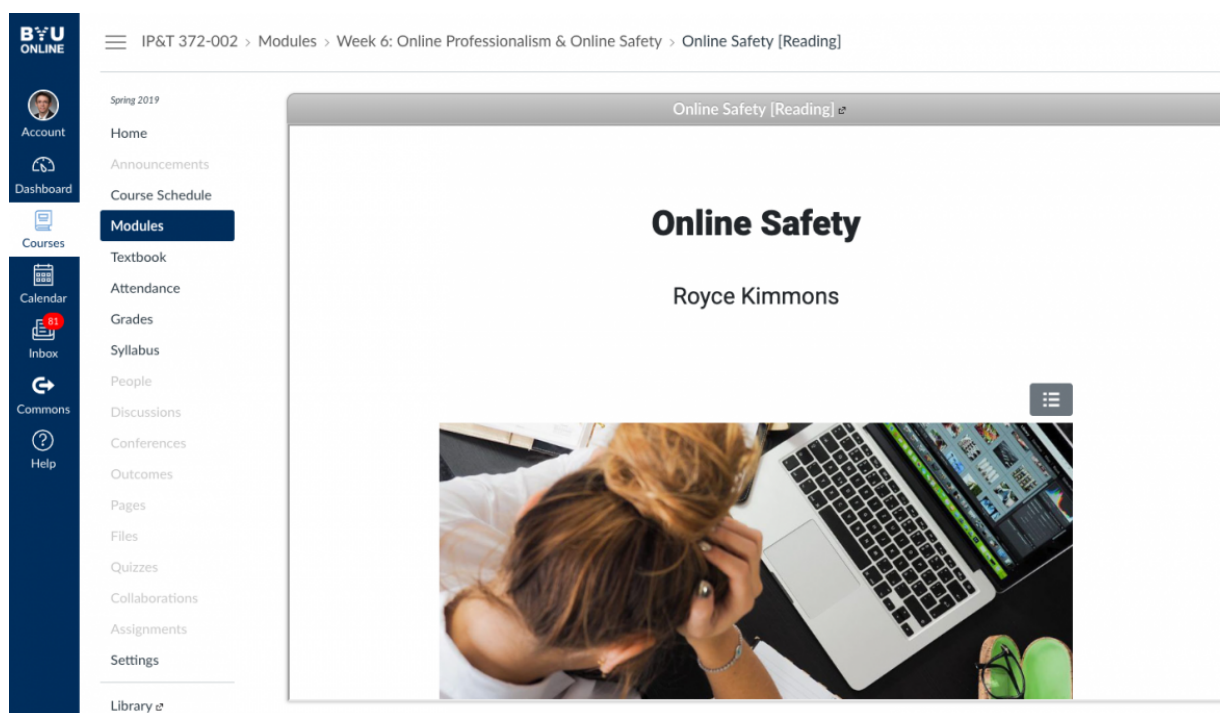 BYU
ONLINE
IP&T 372-002 > Modules > Week 6: Online Professionalism & Online Safety > Online Safety [Reading]
Account
Dashboard
Courses
Calendar
81
Inbox
Commons
Help
Spring 2019
Home
Announcements
Course Schedule
Modules
Textbook
Attendance
Grades
Syllabus
People
Discussions
Conferences
Outcomes
Pages
Files
Quizzes
Collaborations
Assignments
Settings
Library
Online Safety [Reading]
Online Safety
Royce Kimmons